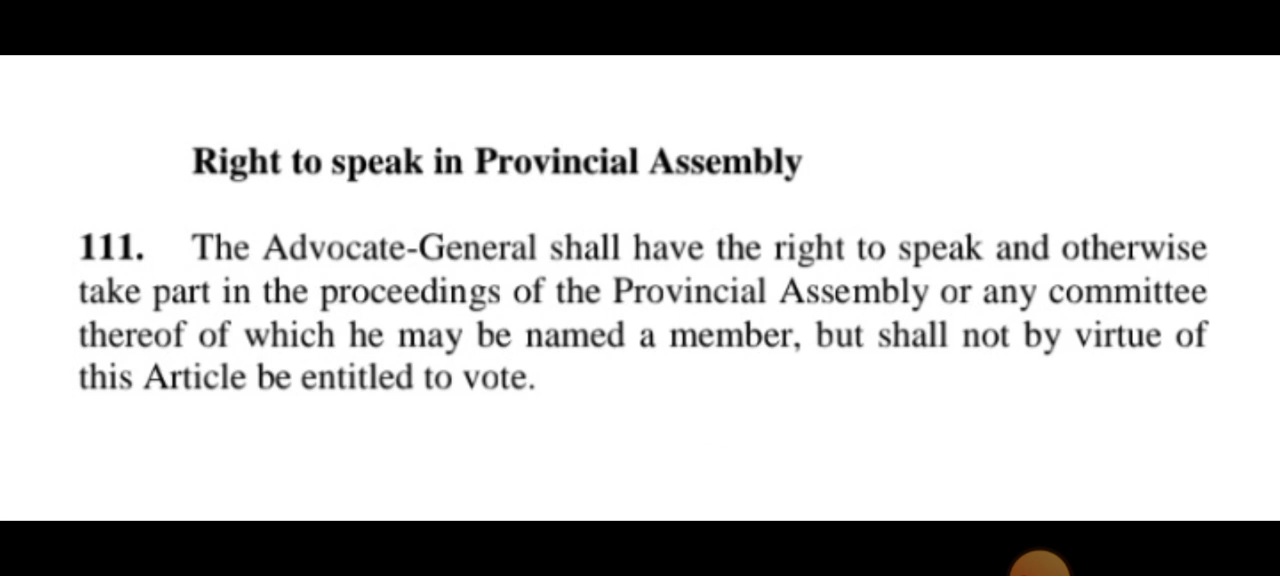 Right to speak in Provincial Assembly
111. The Advocate-General shall have the right to speak and otherwise
take part in the proceedings of the Provincial Assembly or any committee
thereof of which he may be named a member, but shall not by virtue of
this Article be entitled to vote.